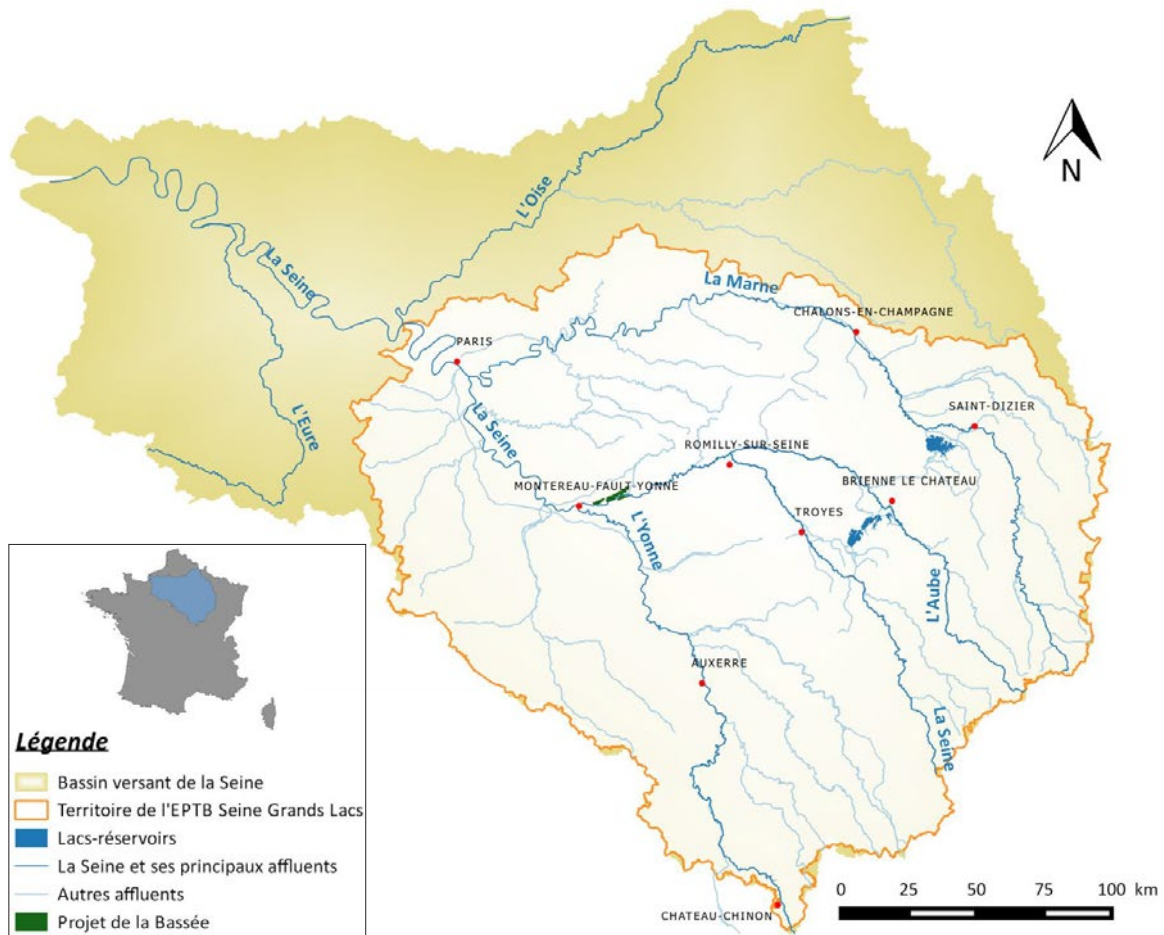 L'Oise
N
La Seine
La Marne
CHALONS-EN-CHAMPAGNE
PARIS
L'Eure
La Seine
SAINT-DIZIER
ROMILLY-SUR-SEINE
MONTEREAU-FAULT-YONNE
BRIENNE LE CHATEAU
TROYES
L'Yonne
L'Aube
AUXERRE
La Seine
CHATEAU-CHINON
Légende
Bassin versant de la Seine
Territoire de l'EPTB Seine Grands Lacs
Lacs-réservoirs
La Seine et ses principaux affluents
Autres affluents
Projet de la Bassée
0 25 50 75 100 km